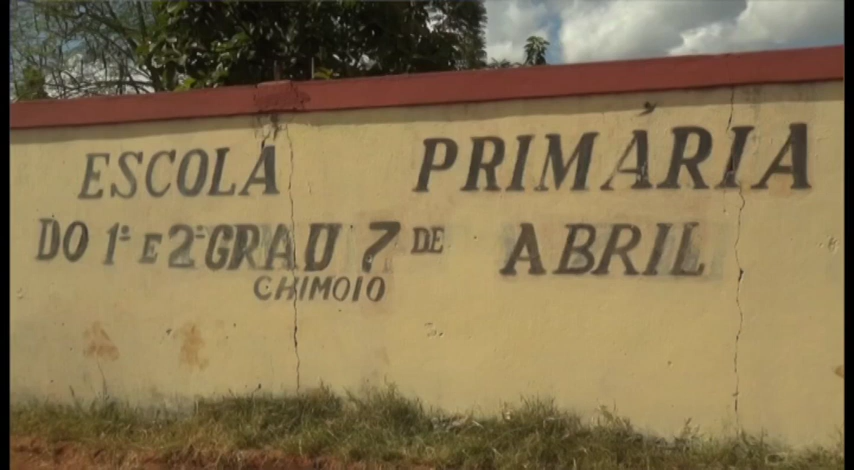 ESCOLA PRIMÁRIA
DO 1º E 2º GRAU 7 DE ABRIL
CHIMOIO